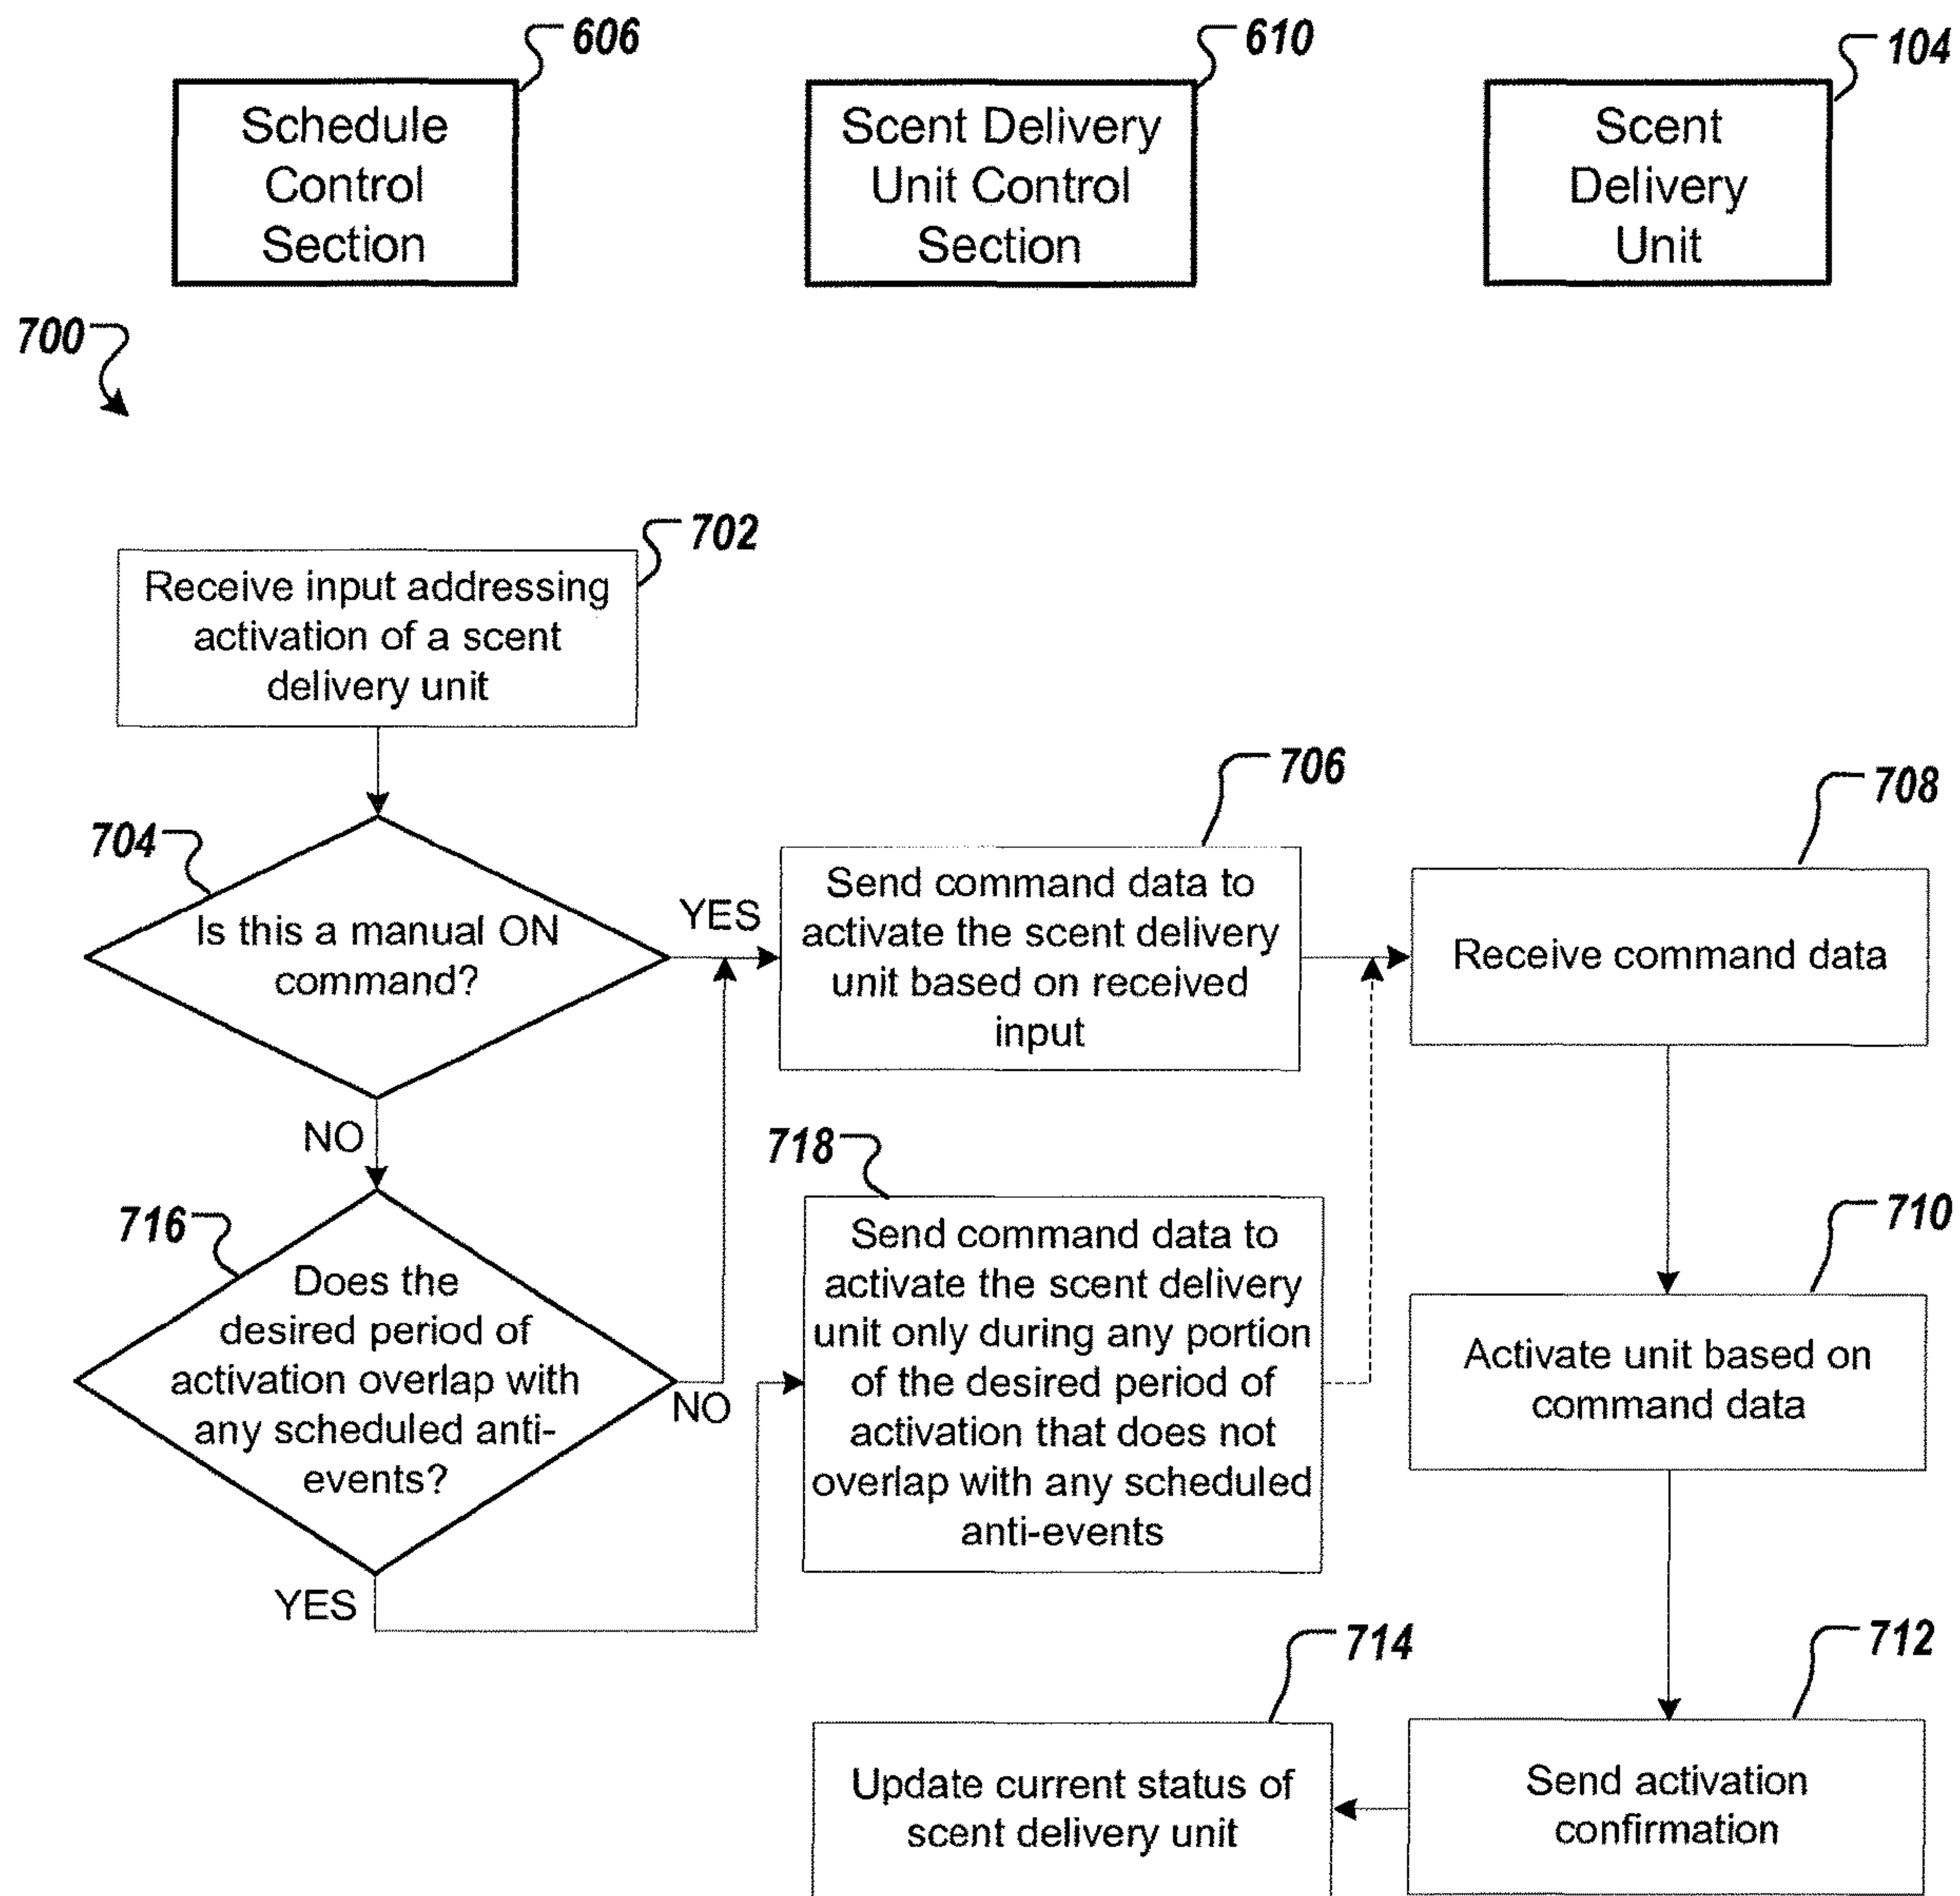 606
610
104
Schedule
Control
Section
Scent Delivery
Unit Control
Section
Scent
Delivery
Unit
700
702
Receive input addressing
activation of a scent
delivery unit
704
Is this a manual ON
command?
YES
NO
706
Send command data to
activate the scent delivery
unit based on received
input
708
Receive command data
716
Does the
desired period of
activation overlap with
any scheduled anti-
events?
NO
YES
718
Send command data to
activate the scent delivery
unit only during any portion
of the desired period of
activation that does not
overlap with any scheduled
anti-events
710
Activate unit based on
command data
712
Send activation
confirmation
714
Update current status of
scent delivery unit